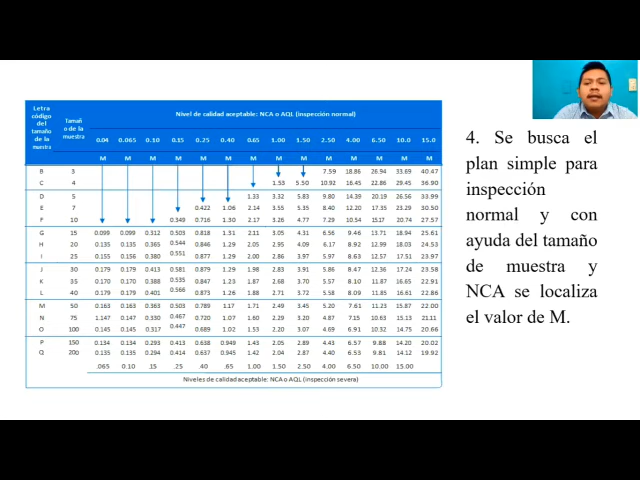 Letra
código
del
tamaño
de la
muestra
Tamañ
o de la
muestra
Nivel de calidad aceptable: NCA o AQL (inspección normal)
0.04 0.065 0.10 0.15 0.25 0.40 0.65 1.00 1.50 2.50 4.00 6.50 10.0 15.0
M M M M M M M M M M M M M M
B 3 7.59 18.86 26.94 33.69 40.47
C 4 1.53 5.50 10.92 16.45 22.86 29.45 36.90
D 5 1.33 3.32 5.83 9.80 14.39 20.19 26.56 33.99
E 7 0.422 1.06 2.14 3.55 5.35 8.40 12.20 17.35 23.29 30.50
F 10 0.349 0.716 1.30 2.17 3.26 4.77 7.29 10.54 15.17 20.74 27.57
G 15 0.099 0.099 0.312 0.503 0.818 1.31 2.11 3.05 4.31 6.56 9.46 13.71 18.94 25.61
H 20 0.135 0.135 0.365 0.544 0.846 1.29 2.05 2.95 4.09 6.17 8.92 12.99 18.03 24.53
I 25 0.155 0.156 0.380 0.551 0.877 1.29 2.00 2.86 3.97 5.97 8.63 12.57 17.51 23.97
J 30 0.179 0.179 0.413 0.581 0.879 1.29 1.98 2.83 3.91 5.86 8.47 12.36 17.24 23.58
K 35 0.170 0.170 0.388 0.535 0.847 1.23 1.87 2.68 3.70 5.57 8.10 11.87 16.65 22.91
L 40 0.179 0.179 0.401 0.566 0.873 1.26 1.88 2.71 3.72 5.58 8.09 11.85 16.61 22.86
M 50 0.163 0.163 0.363 0.503 0.789 1.17 1.71 2.49 3.45 5.20 7.61 11.23 15.87 22.00
N 75 1.147 0.147 0.330 0.467 0.720 1.07 1.60 2.29 3.20 4.87 7.15 10.63 15.13 21.11
O 100 0.145 0.145 0.317 0.447 0.689 1.02 1.53 2.20 3.07 4.69 6.91 10.32 14.75 20.66
P 150 0.134 0.134 0.293 0.413 0.638 0.949 1.43 2.05 2.89 4.43 6.57 9.88 14.20 20.02
Q 200 0.135 0.135 0.294 0.414 0.637 0.945 1.42 2.04 2.87 4.40 6.53 9.81 14.12 19.92
.065 0.10 .15 .25 .40 .65 1.00 1.50 2.50 4.00 6.50 10.00 15.00
Niveles de calidad aceptable: NCA o AQL (inspección severa)
4. Se busca el
plan simple para
inspección
normal y con
ayuda del tamaño
de muestra y
NCA se localiza
el valor de M.